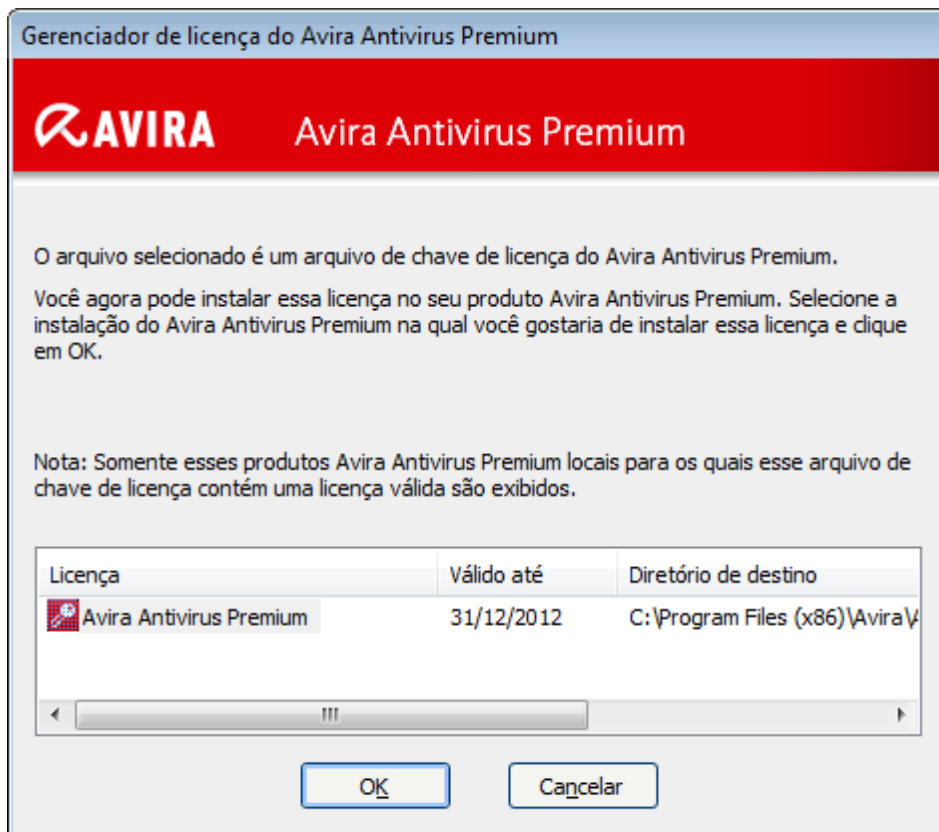 Gerenciador de licença do Avira Antivirus Premium
AVIRA Avira Antivirus Premium
O arquivo selecionado é um arquivo de chave de licença do Avira Antivirus Premium.
Você agora pode instalar essa licença no seu produto Avira Antivirus Premium. Selecione a
instalação do Avira Antivirus Premium na qual você gostaria de instalar essa licença e clique
em OK.
Nota: Somente esses produtos Avira Antivirus Premium locais para os quais esse arquivo de
chave de licença contém uma licença válida são exibidos.
Licença Válido até Diretório de destino
Avira Antivirus Premium 31/12/2012 C:\Program Files (x86)\Avira\A
OK Cancelar